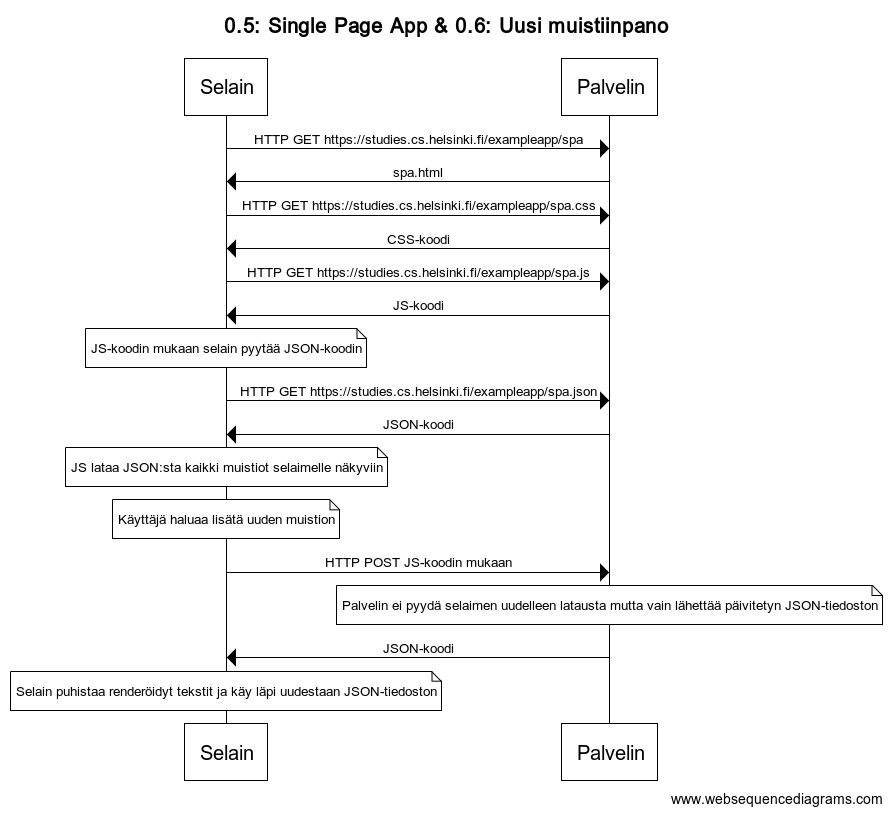 0.5: Single Page App & 0.6: Uusi muistiinpano
Selain
Palvelin
HTTP GET https://studies.cs.helsinki.fi/exampleapp/spa
spa.html
HTTP GET https://studies.cs.helsinki.fi/exampleapp/spa.css
CSS-koodi
HTTP GET https://studies.cs.helsinki.fi/exampleapp/spa.js
JS-koodi
JS-koodin mukaan selain pyytää JSON-koodin
HTTP GET https://studies.cs.helsinki.fi/exampleapp/spa.json
JSON-koodi
JS lataa JSON:sta kaikki muistiot selaimelle näkyviin
Käyttäjä haluaa lisätä uuden muistion
HTTP POST JS-koodin mukaan
Palvelin ei pyydä selaimen uudelleen latausta mutta vain lähettää päivitetyn JSON-tiedoston
JSON-koodi
Selain puhistaa renderöidyt tekstit ja käy läpi uudestaan JSON-tiedoston
Selain
Palvelin
www.websequencediagrams.com